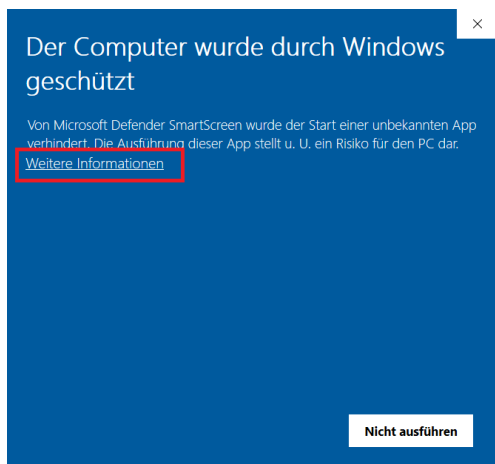 Der Computer wurde durch Windows
geschützt
Von Microsoft Defender SmartScreen wurde der Start einer unbekannten App
verhindert. Die Ausführung dieser App stellt u. U. ein Risiko für den PC dar.
Weitere Informationen
Nicht ausführen